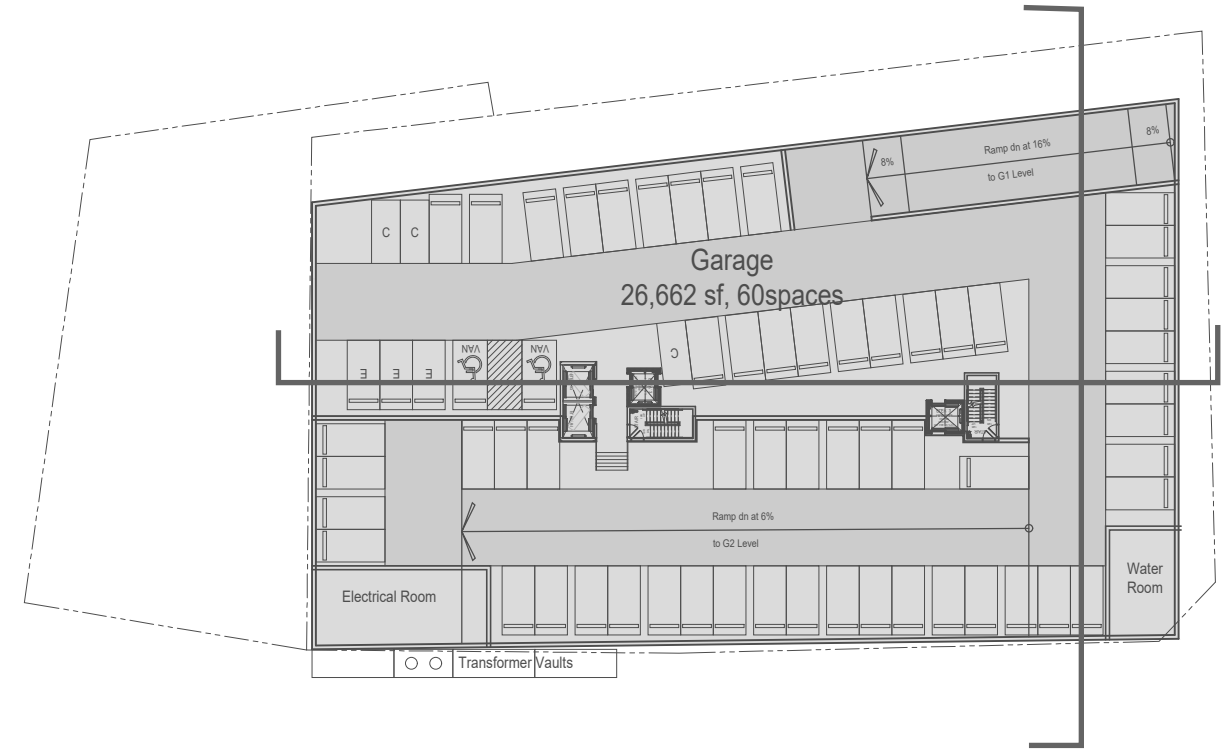 8%
Ramp dn at 16%
8%
to G1 Level
C
C
Garage
26,662 sf, 60spaces
VAN
VAN
C
E
E
E
Ramp dn at 6%
to G2 Level
Electrical Room
Water
Room
Transformer Vaults